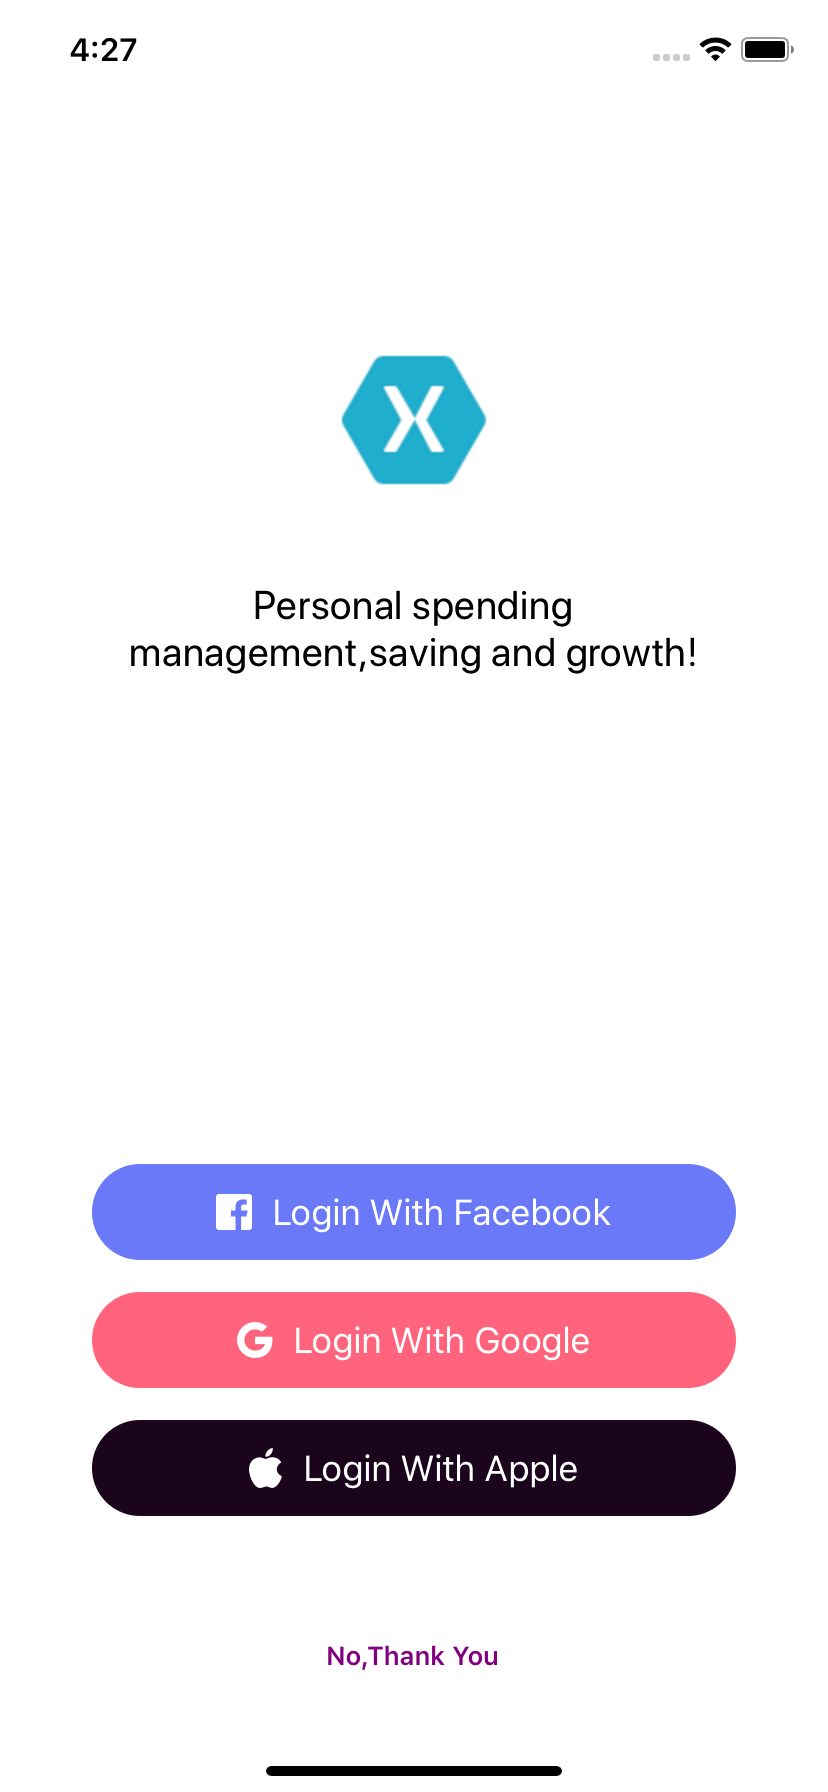 4:27
X
Personal spending
management,saving and growth!
Login With Facebook
Login With Google
Login With Apple
No,Thank You